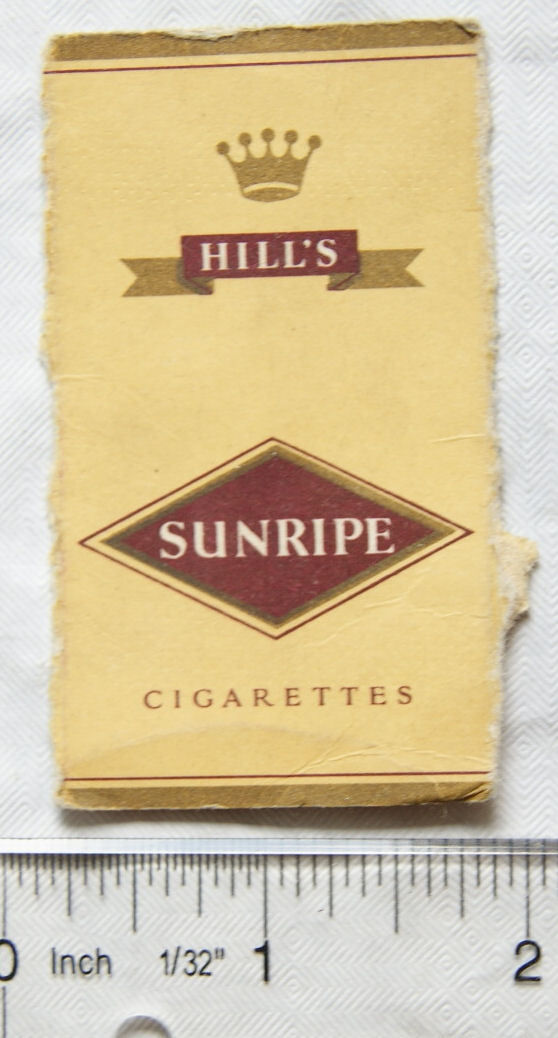 HILL'S
SUNRIPE
CIGARETTES
0 Inch 1/32" 1 2